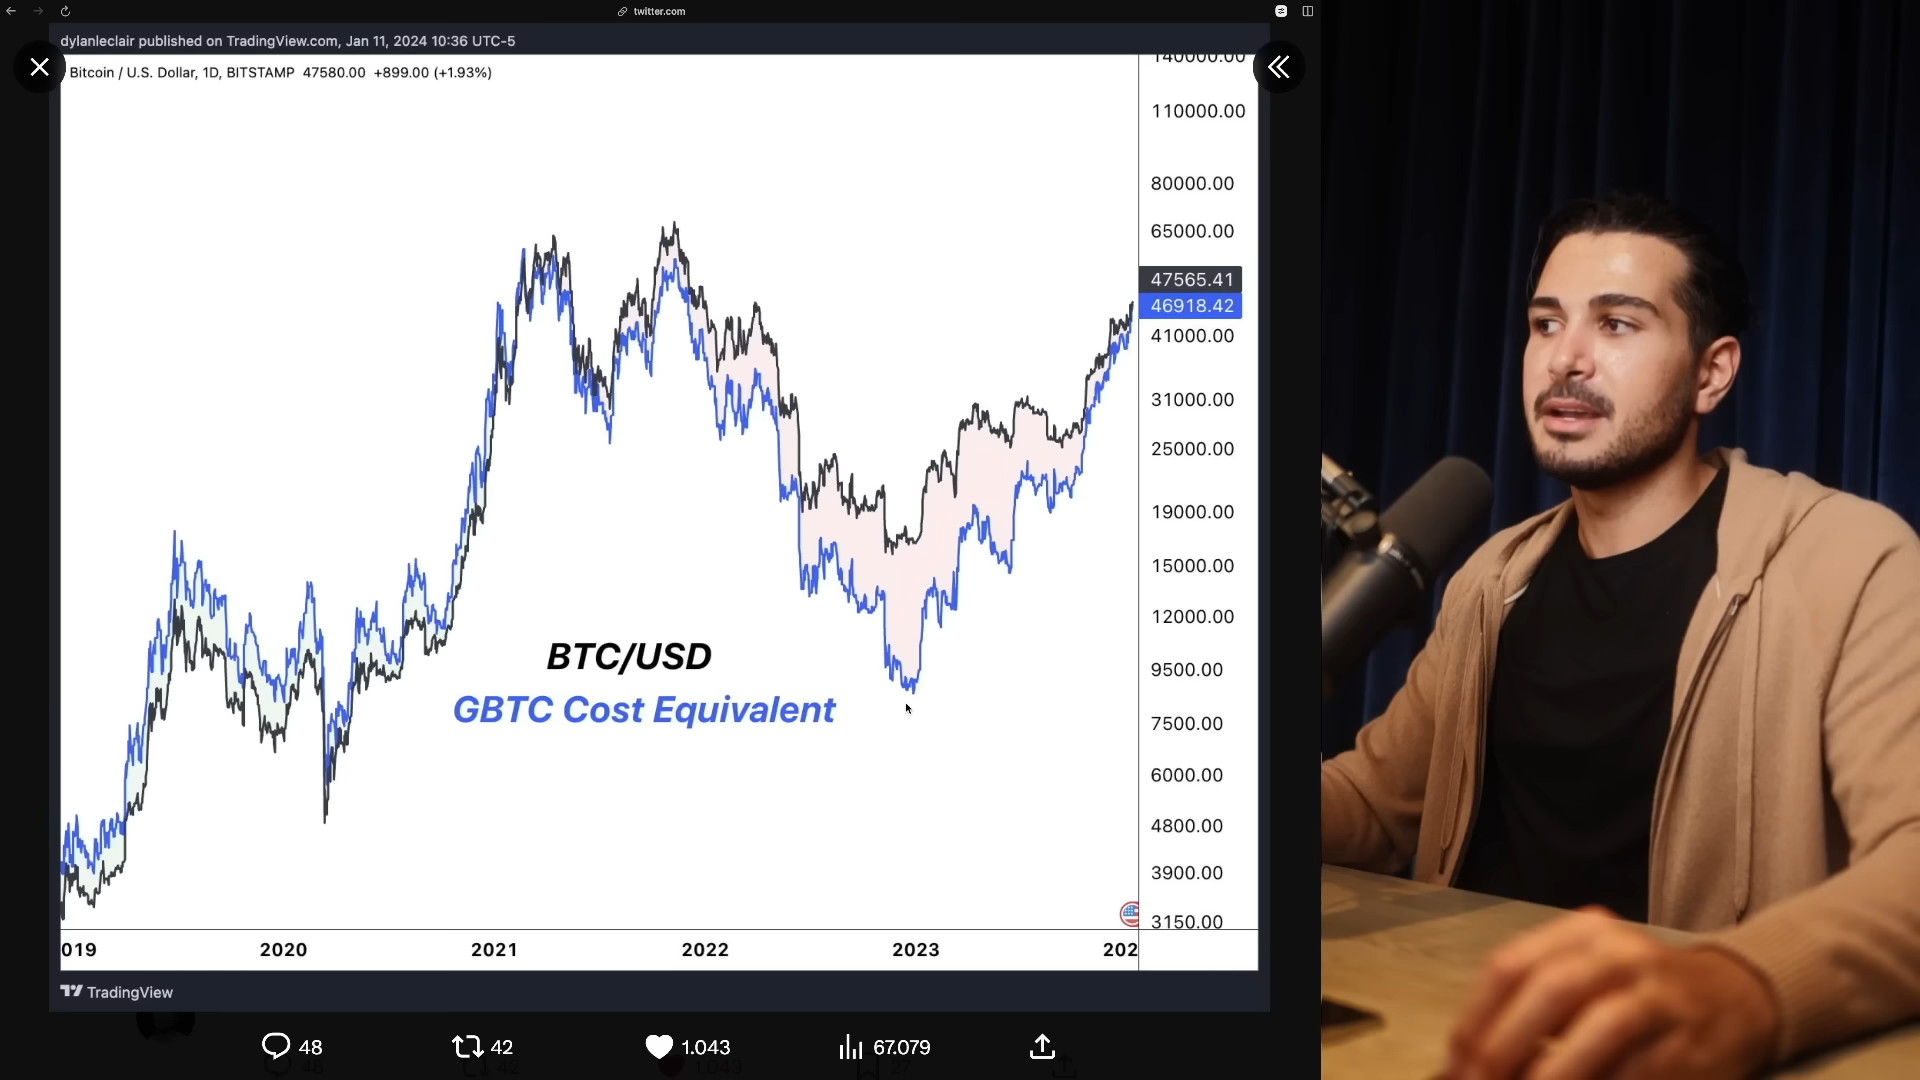 twitter.com
dylanleclair published on TradingView.com, Jan 11, 2024 10:36 UTC-5
Bitcoin / U.S. Dollar, 1D, BITSTAMP 47580.00 +899.00 (+1.93%)
140000.00
110000.00
80000.00
65000.00
47565.41
46918.42
41000.00
31000.00
25000.00
19000.00
15000.00
12000.00
9500.00
7500.00
6000.00
4800.00
3900.00
3150.00
BTC/USD
GBTC Cost Equivalent
019 2020 2021 2022 2023 202
TradingView
48 42 1.043 67.079